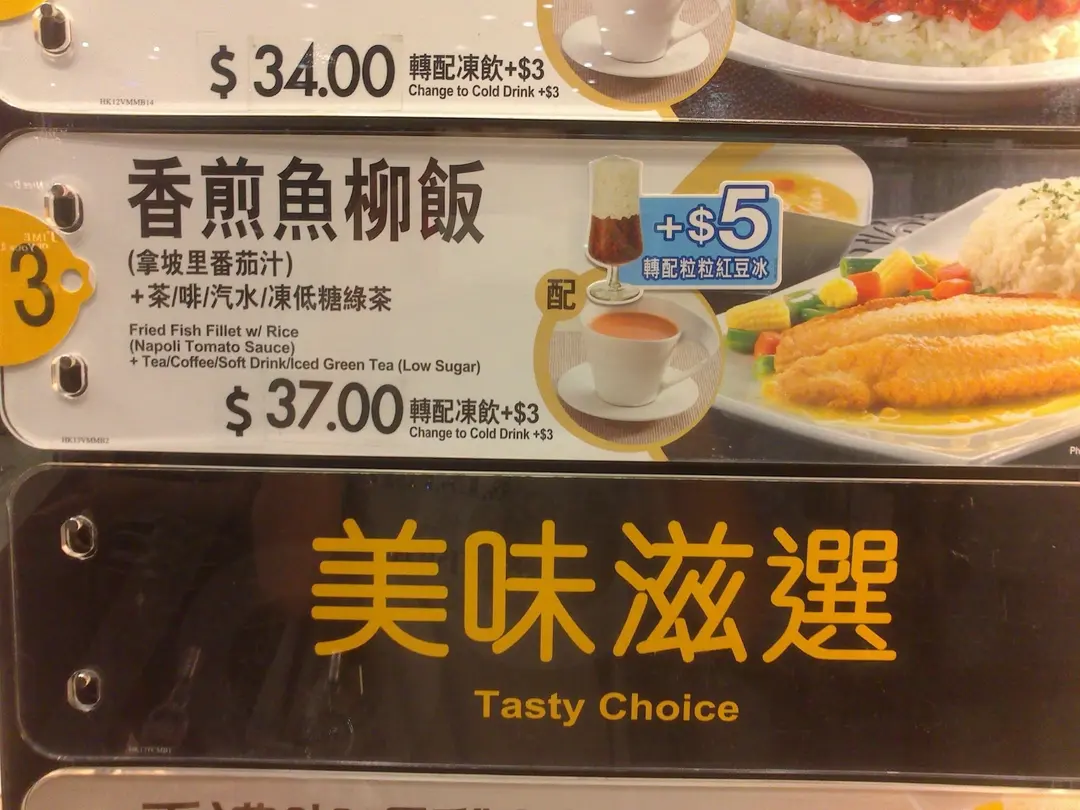 $ 34.00 轉配凍飲+$3
Change to Cold Drink +$3
HK12VMMB14
3
香煎魚柳飯
(拿坡里番茄汁)
+茶/啡/汽水/凍低糖綠茶
Fried Fish Fillet w/ Rice
(Napoli Tomato Sauce)
+ Tea/Coffee/Soft Drink/Iced Green Tea (Low Sugar)
$ 37.00 轉配凍飲+$3
Change to Cold Drink +$3
配
+$5
轉配粒粒紅豆冰
美味滋選
Tasty Choice